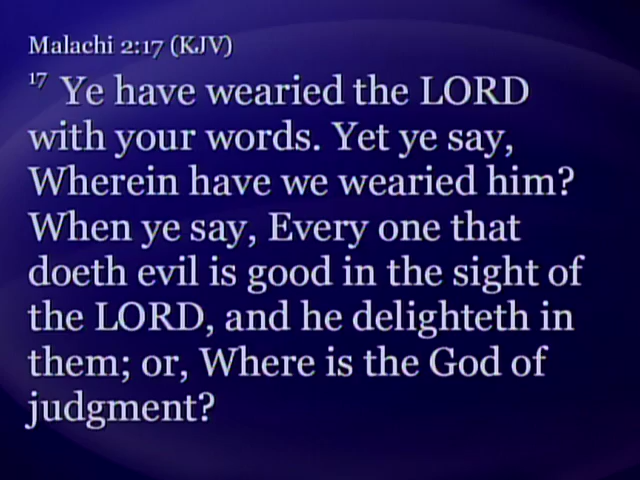 Malachi 2:17 (KJV)
17 Ye have wearied the LORD
with your words. Yet ye say,
Wherein have we wearied him?
When ye say, Every one that
doeth evil is good in the sight of
the LORD, and he delighteth in
them; or, Where is the God of
judgment?